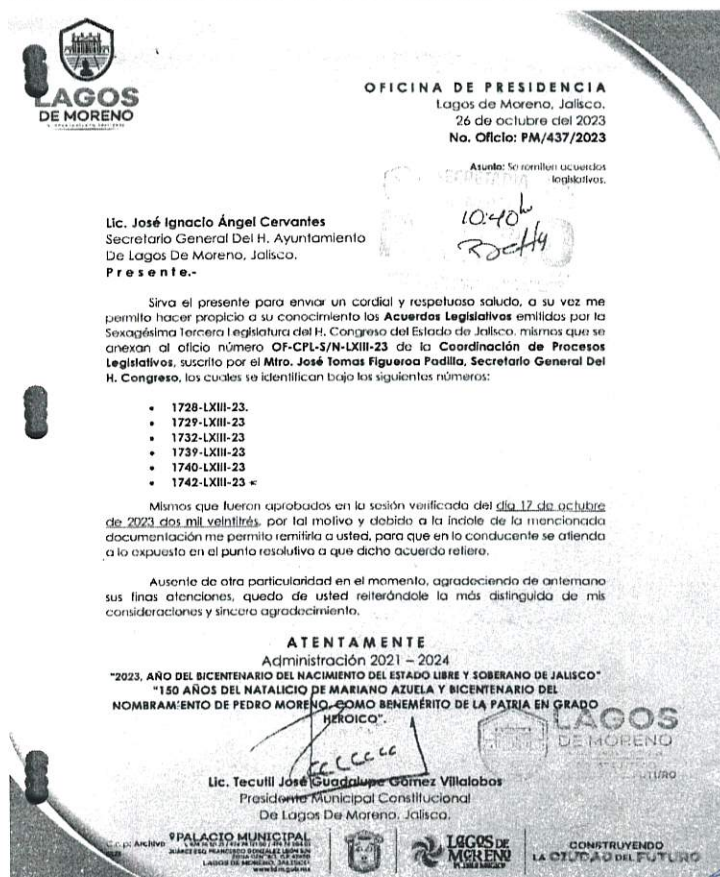 LAGOS
DE MORENO
OFICINA DE PRESIDENCIA
Lagos de Moreno, Jalisco.
26 de octubre del 2023
No. Oficio: PM/437/2023
Asunto: Se remiten acuerdos
legislativos.
SECRETARIA
10:40 hr
Betty
Lic. José Ignacio Ángel Cervantes
Secretario General Del H. Ayuntamiento
De Lagos De Moreno, Jalisco.
Presente.-
Sirva el presente para enviar un cordial y respetuoso saludo, a su vez me
permito hacer propicio a su conocimiento los Acuerdos Legislativos emitidos por la
Sexagésima Tercera Legislatura del H. Congreso del Estado de Jalisco, mismos que se
anexan al oficio número OF-CPL-S/N-LXIII-23 de la Coordinación de Procesos
Legislativos, suscrito por el Mtro. José Tomas Figueroa Padilla, Secretario General Del
H. Congreso, los cuales se identifican bajo los siguientes números:
• 1728-LXIII-23.
• 1729-LXIII-23
• 1732-LXIII-23
• 1739-LXIII-23
• 1740-LXIII-23
• 1742-LXIII-23
Mismos que fueron aprobados en la sesión verificada del día 17 de octubre
de 2023 dos mil veintitrés, por tal motivo y debido a la índole de la mencionada
documentación me permito remitirla a usted, para que en lo conducente se atienda
a lo expuesto en el punto resolutivo a que dicho acuerdo refiere.
Ausente de otra particularidad en el momento, agradeciendo de antemano
sus finas atenciones, quedo de usted reiterándole la más distinguida de mis
consideraciones y sincero agradecimiento.
ATENTAMENTE
Administración 2021 – 2024
"2023, AÑO DEL BICENTENARIO DEL NACIMIENTO DEL ESTADO LIBRE Y SOBERANO DE JALISCO"
"150 AÑOS DEL NATALICIO DE MARIANO AZUELA Y BICENTENARIO DEL
NOMBRAMIENTO DE PEDRO MORENO, COMO BENEMÉRITO DE LA PATRIA EN GRADO
HEROICO".
LAGOS
DE MORENO
Lic. Tecutli José Guadalupe Gómez Villalobos
Presidente Municipal Constitucional
De Lagos De Moreno, Jalisco.
C.c.p: Archivo
PALACIO MUNICIPAL
JUÁREZ ESQ. FRANCISCO GONZÁLEZ LEÓN S/N
LAGOS DE MORENO, JALISCO.
LAGOS DE
MORENO
CONSTRUYENDO
LA CIUDAD DEL FUTURO